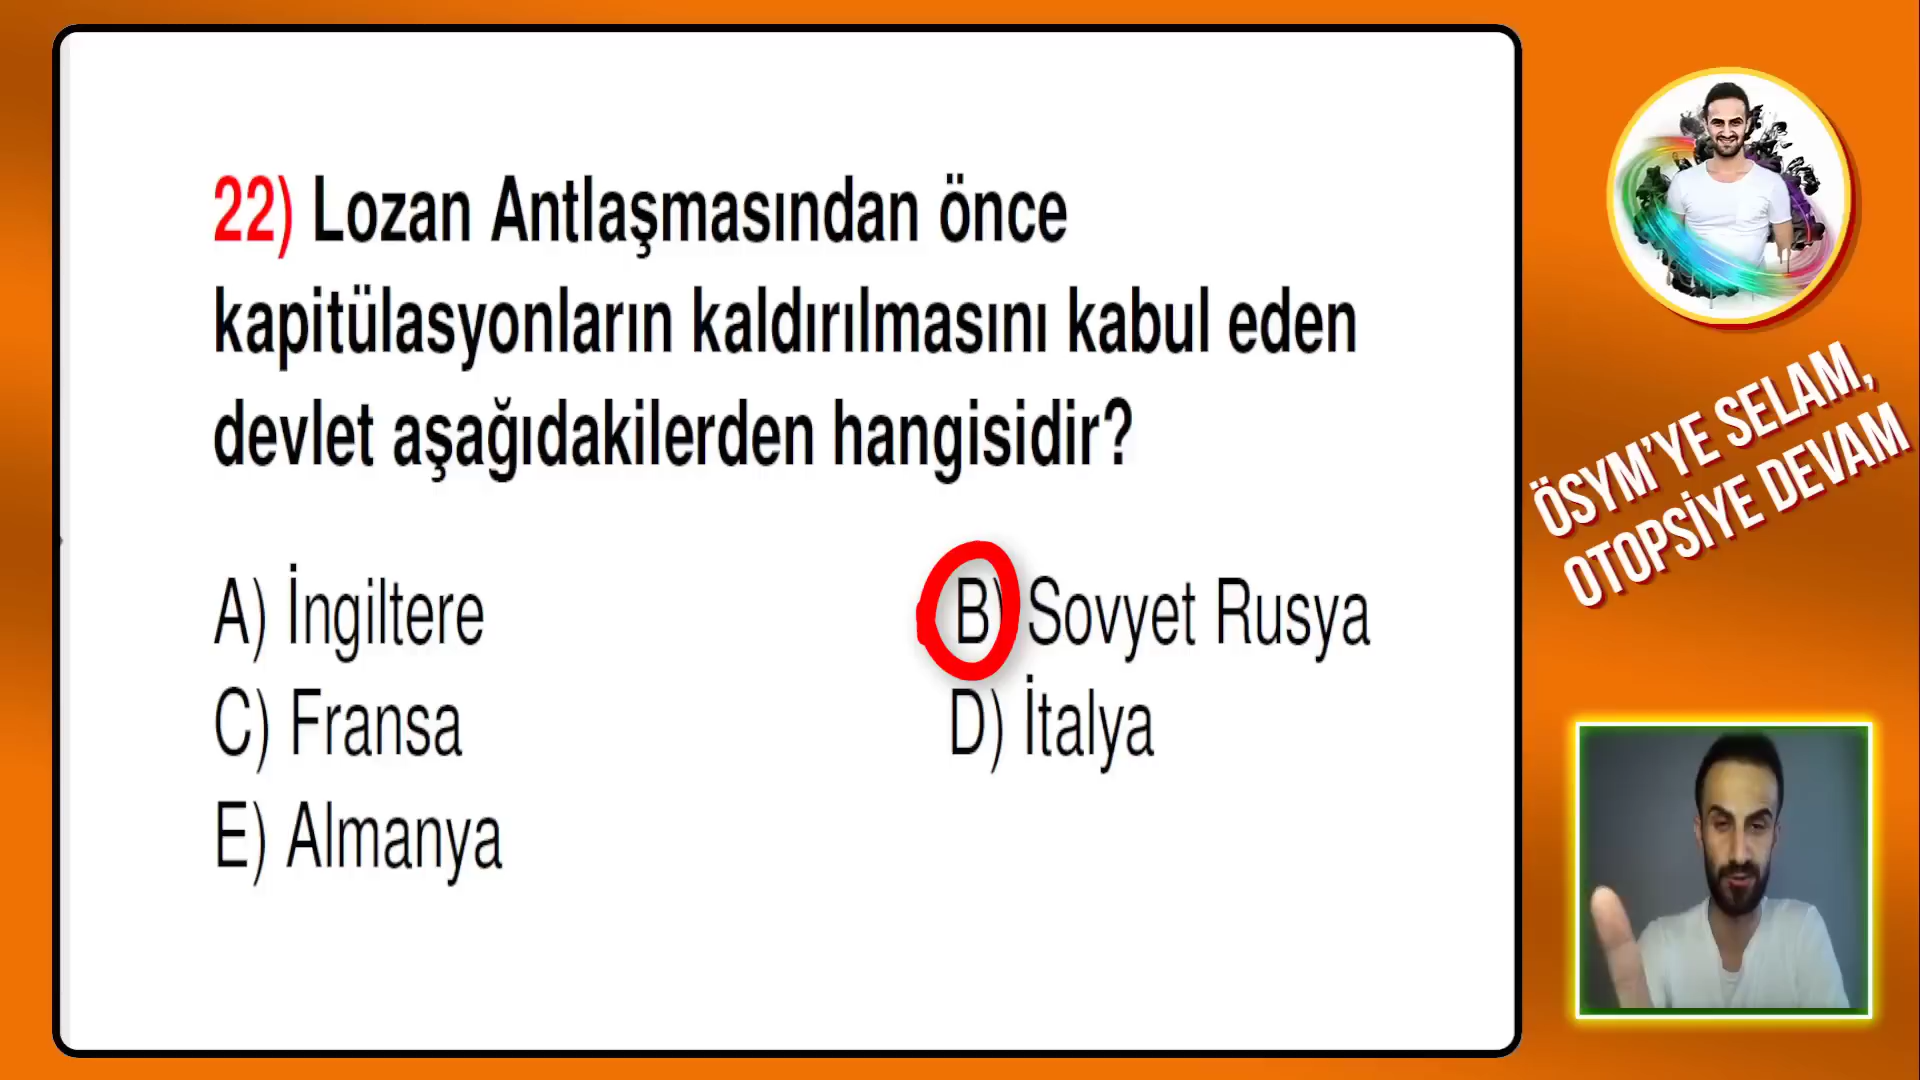 22) Lozan Antlaşmasından önce
kapitülasyonların kaldırılmasını kabul eden
devlet aşağıdakilerden hangisidir?
A) İngiltere
B) Sovyet Rusya
C) Fransa
D) İtalya
E) Almanya
ÖSYM'YE SELAM,
OTOPSİYE DEVAM